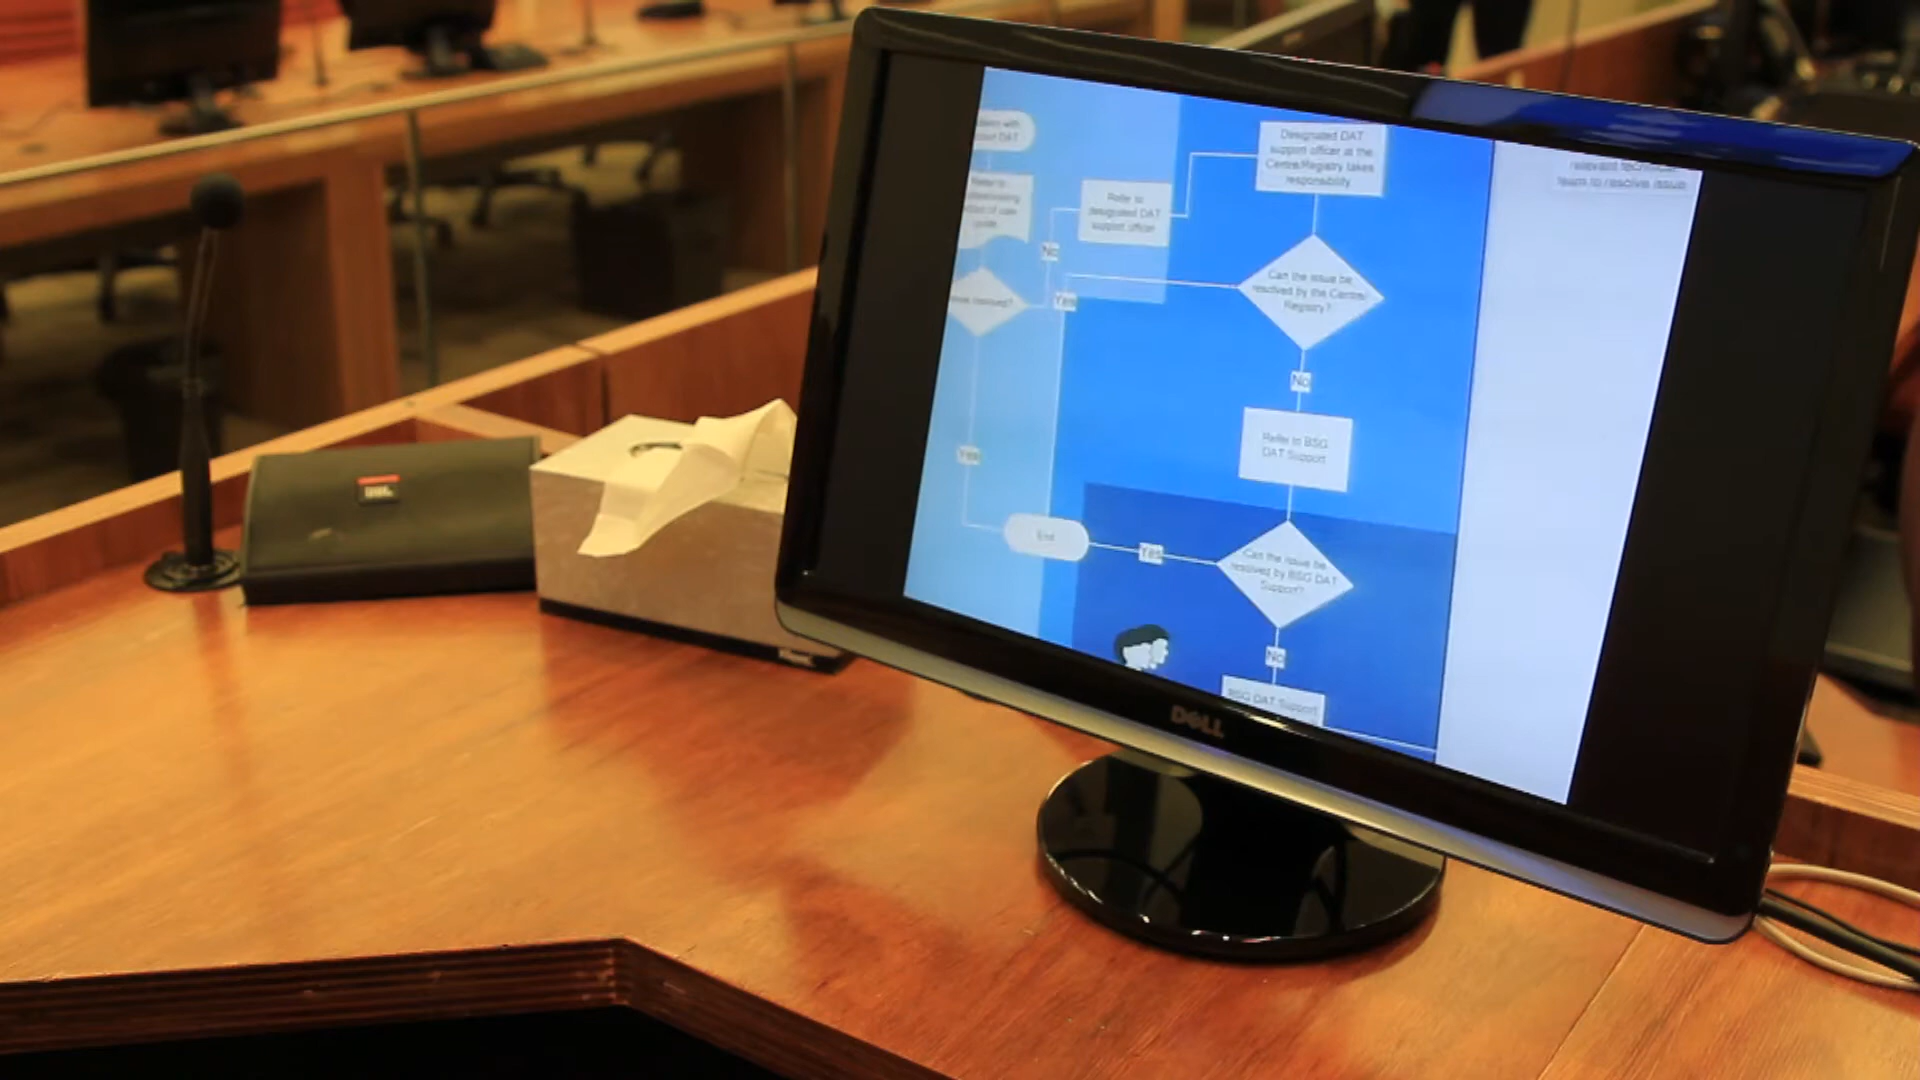 Designated DAT
support officer at the
Centre/Registry takes
responsibility
relevant technical
team to resolve issue
Refer to
designated DAT
support officer
No
Can the issue be
resolved by the Centre/
Registry?
Yes
No
Refer to BSG
DAT Support
Yes
End
Yes
Can the issue be
resolved by BSG DAT
Support?
No
BSG DAT Support
DELL
JBL